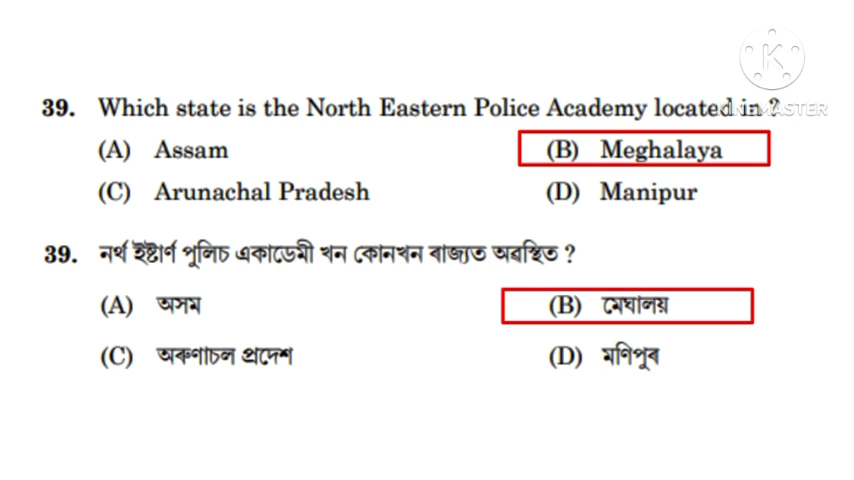 39. Which state is the North Eastern Police Academy located in ?
(A) Assam (B) Meghalaya
(C) Arunachal Pradesh (D) Manipur
39. নৰ্থ ইষ্টাৰ্ণ পুলিচ একাডেমী খন কোনখন ৰাজ্যত অৱস্থিত ?
(A) অসম (B) মেঘালয়
(C) অৰুণাচল প্ৰদেশ (D) মণিপুৰ
K
KINEMASTER